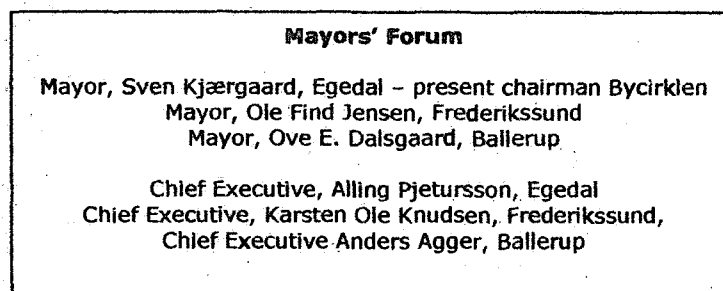 Mayors' Forum
Mayor, Sven Kjærgaard, Egedal – present chairman Bycirklen
Mayor, Ole Find Jensen, Frederikssund
Mayor, Ove E. Dalsgaard, Ballerup
Chief Executive, Alling Pjetursson, Egedal
Chief Executive, Karsten Ole Knudsen, Frederikssund,
Chief Executive Anders Agger, Ballerup